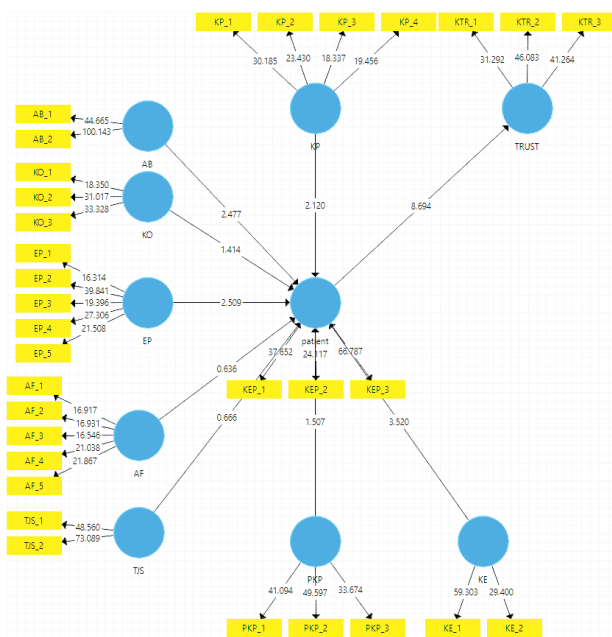 KP_1 KP_2 KP_3 KP_4 KTR_1 KTR_2 KTR_3
30.185 23.430 18.337 19.456 31.292 46.083 41.264
AB_1 44.665
AB_2 100.143
AB KP TRUST
KO_1 18.350
KO_2 31.017
KO_3 33.328
KO
2.477 2.120 8.694
1.414
EP_1 16.314
EP_2 39.841
EP_3 19.396
EP_4 27.306
EP_5 21.508
EP
2.509
patient
37.652 24.117 66.787
0.636
KEP_1 KEP_2 KEP_3
AF_1 16.917
AF_2 16.931
AF_3 16.546
AF_4 21.038
AF_5 21.867
AF
0.666 1.507 3.520
TJS_1 48.560
TJS_2 73.089
TJS PKP KE
41.094 49.597 33.674 59.303 29.400
PKP_1 PKP_2 PKP_3 KE_1 KE_2